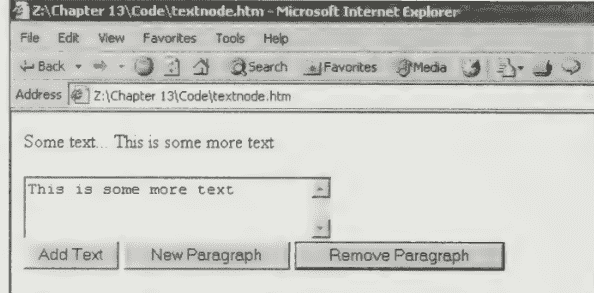 Z:\Chapter 13\Code\textnode.htm - Microsoft Internet Explorer
File Edit View Favorites Tools Help
Back Search Favorites Media
Address Z:\Chapter 13\Code\textnode.htm
Some text... This is some more text
This is some more text
Add Text New Paragraph Remove Paragraph